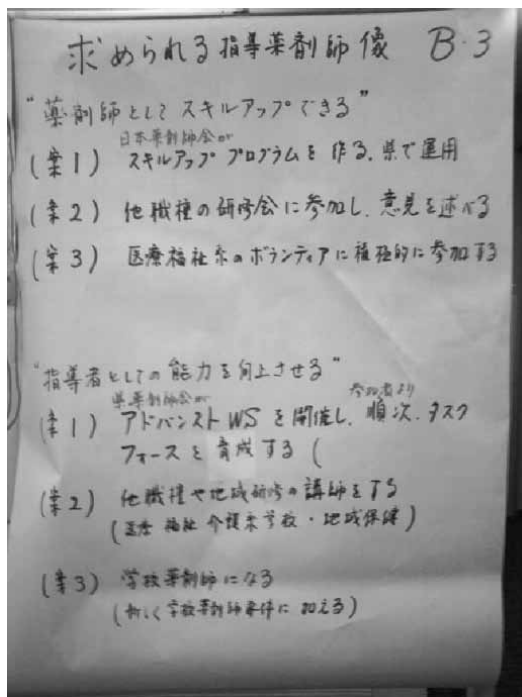 求められる指導薬剤師像 B・3
"薬剤師としてスキルアップできる"
日本薬剤師会が
(案1) スキルアッププログラムを作る、県で運用
(案2) 他職種の研修会に参加し、意見を述べる
(案3) 医療福祉系のボランティアに積極的に参加する
"指導者としての能力を向上させる"
県薬剤師会が 参加者より
(案1) アドバンストWSを開催し、順次、タスク
フォースを育成する (
(案2) 他職種や地域研修の講師をする
(医療 福祉 介護系学校・地域保健)
(案3) 学校薬剤師になる
(新しく学校薬剤師要件に加える)